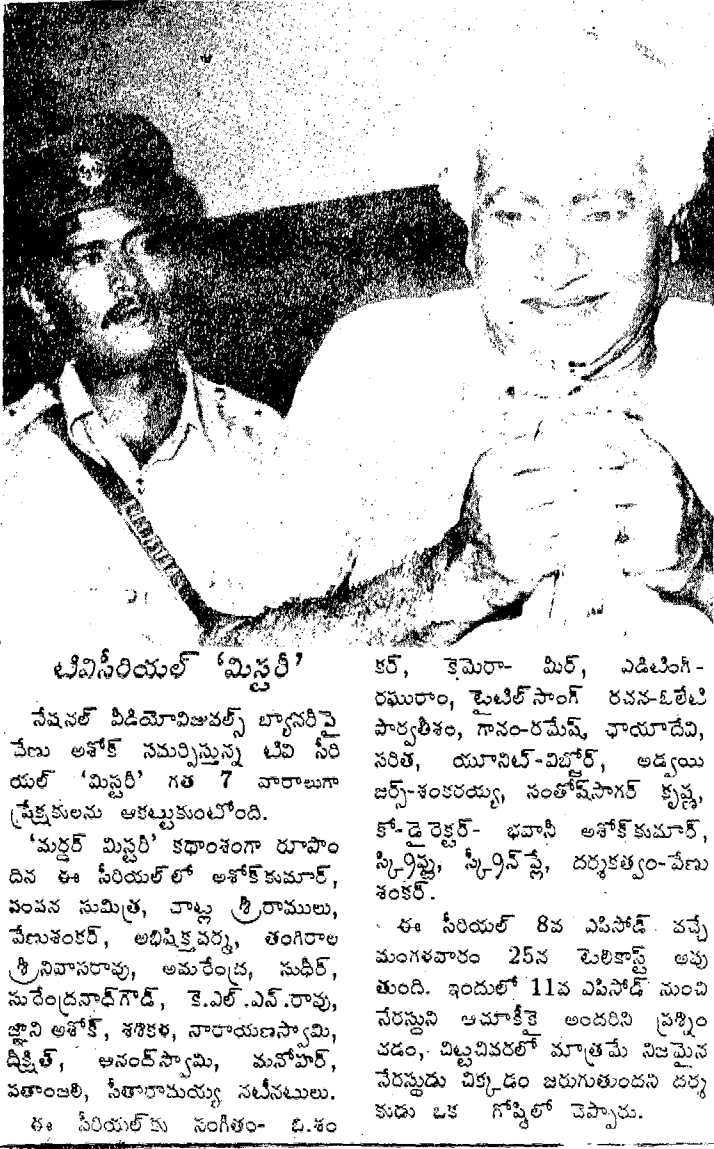 టివిసీరియల్ 'మిస్టరీ'
నేషనల్ వీడియోవిజువల్స్ బ్యానర్‌పై
వేణు అశోక్ సమర్పిస్తున్న టివి సీరి
యల్ 'మిస్టరీ' గత 7 వారాలుగా
ప్రేక్షకులను ఆకట్టుకుంటోంది.
'మర్డర్ మిస్టరీ' కథాంశంగా రూపొం
దిన ఈ సీరియల్‌లో అశోక్‌కుమార్,
పంపన సుమిత్ర, చాట్ల శ్రీరాములు,
వేణుశంకర్, అభిషిక్తవర్మ, తంగిరాల
శ్రీనివాసరావు, అమరేంద్ర, సుధీర్,
సురేంద్రనాధ్‌గౌడ్, కె.ఎల్.ఎన్.రావు,
జ్ఞాని అశోక్, శశికళ, నారాయణస్వామి,
దీక్షిత్, ఆనంద్‌స్వామి, మనోహర్,
పతాంజలి, సీతారామయ్య నటీనటులు.
ఈ సీరియల్‌కు సంగీతం- బి.శం
కర్, కెమెరా- మీర్, ఎడిటింగ్-
రఘురాం, టైటిల్‌సాంగ్ రచన-ఓలేటి
పార్వతీశం, గానం-రమేష్, ఛాయాదేవి,
సరిత, యూనిట్-విబ్జోర్, అడ్వయి
జర్స్-శంకరయ్య, సంతోష్‌సాగర్ కృష్ణ,
కో-డైరెక్టర్- భవానీ అశోక్‌కుమార్,
స్క్రిప్టు, స్క్రీన్‌ప్లే, దర్శకత్వం-వేణు
శంకర్.
ఈ సీరియల్ 8వ ఎపిసోడ్ వచ్చే
మంగళవారం 25న టెలికాస్ట్ అవు
తుంది. ఇందులో 11వ ఎపిసోడ్ నుంచి
నేరస్తుని ఆచూకీకై అందరిని ప్రశ్నిం
చడం, చిట్టచివరలో మాత్రమే నిజమైన
నేరస్తుడు చిక్కడం జరుగుతుందని దర్శ
కుడు ఒక గోష్ఠిలో చెప్పారు.